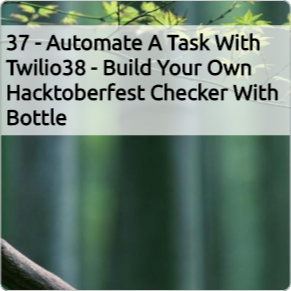 37 - Automate A Task With
Twilio38 - Build Your Own
Hacktoberfest Checker With
Bottle